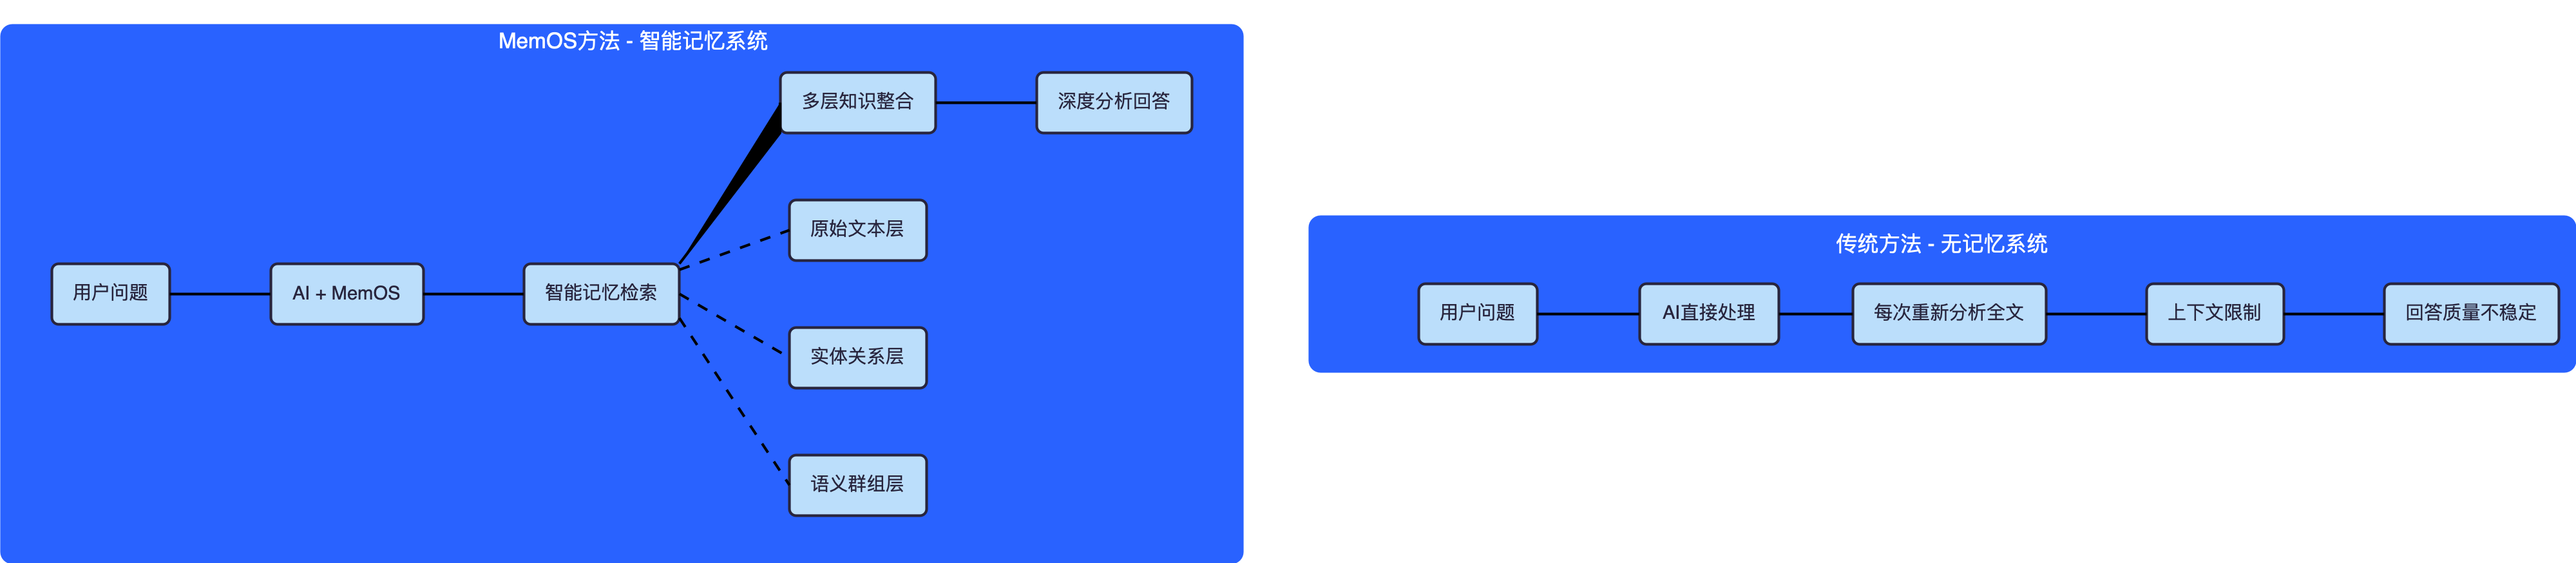 MemOS方法 - 智能记忆系统
用户问题
AI + MemOS
智能记忆检索
多层知识整合
深度分析回答
原始文本层
实体关系层
语义群组层
传统方法 - 无记忆系统
用户问题
AI直接处理
每次重新分析全文
上下文限制
回答质量不稳定